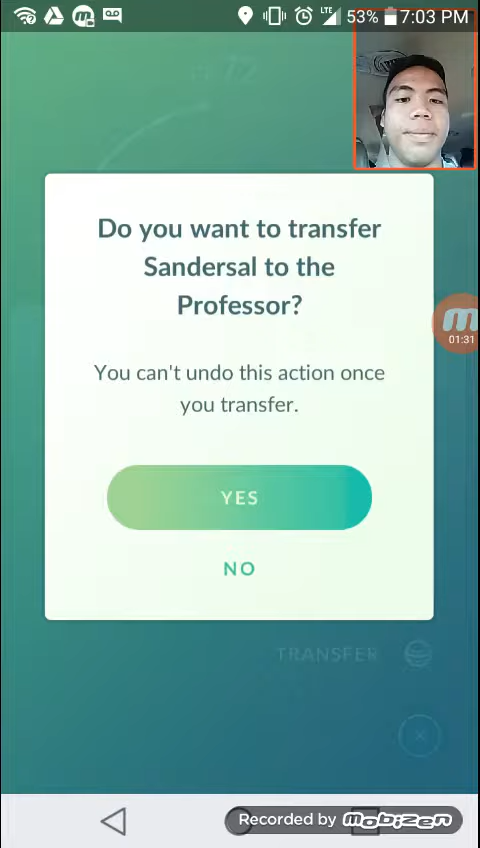 LTE 53% 7:03 PM
Do you want to transfer
Sandersal to the
Professor?
01:31
You can't undo this action once
you transfer.
YES
NO
TRANSFER
Recorded by mobizen